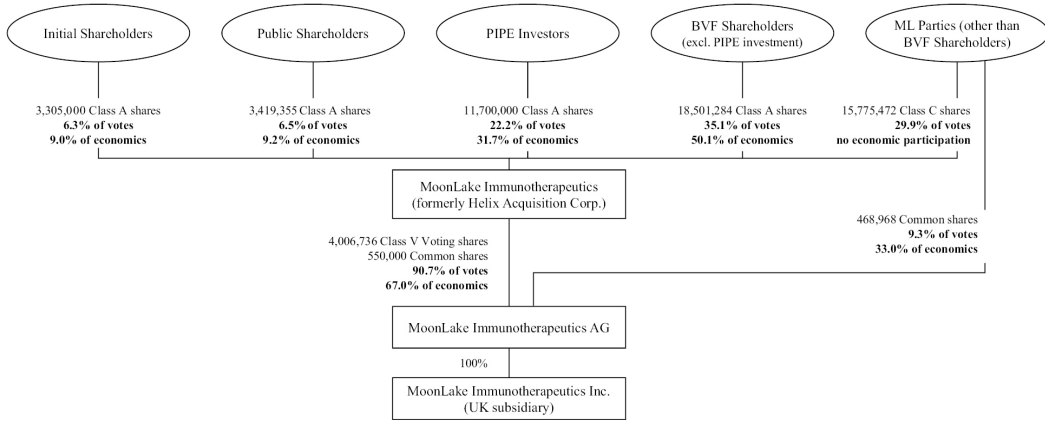 Initial Shareholders
Public Shareholders
PIPE Investors
BVF Shareholders
(excl. PIPE investment)
ML Parties (other than
BVF Shareholders)
3,305,000 Class A shares
6.3% of votes
9.0% of economics
3,419,355 Class A shares
6.5% of votes
9.2% of economics
11,700,000 Class A shares
22.2% of votes
31.7% of economics
18,501,284 Class A shares
35.1% of votes
50.1% of economics
15,775,472 Class C shares
29.9% of votes
no economic participation
MoonLake Immunotherapeutics
(formerly Helix Acquisition Corp.)
468,968 Common shares
9.3% of votes
33.0% of economics
4,006,736 Class V Voting shares
550,000 Common shares
90.7% of votes
67.0% of economics
MoonLake Immunotherapeutics AG
100%
MoonLake Immunotherapeutics Inc.
(UK subsidiary)